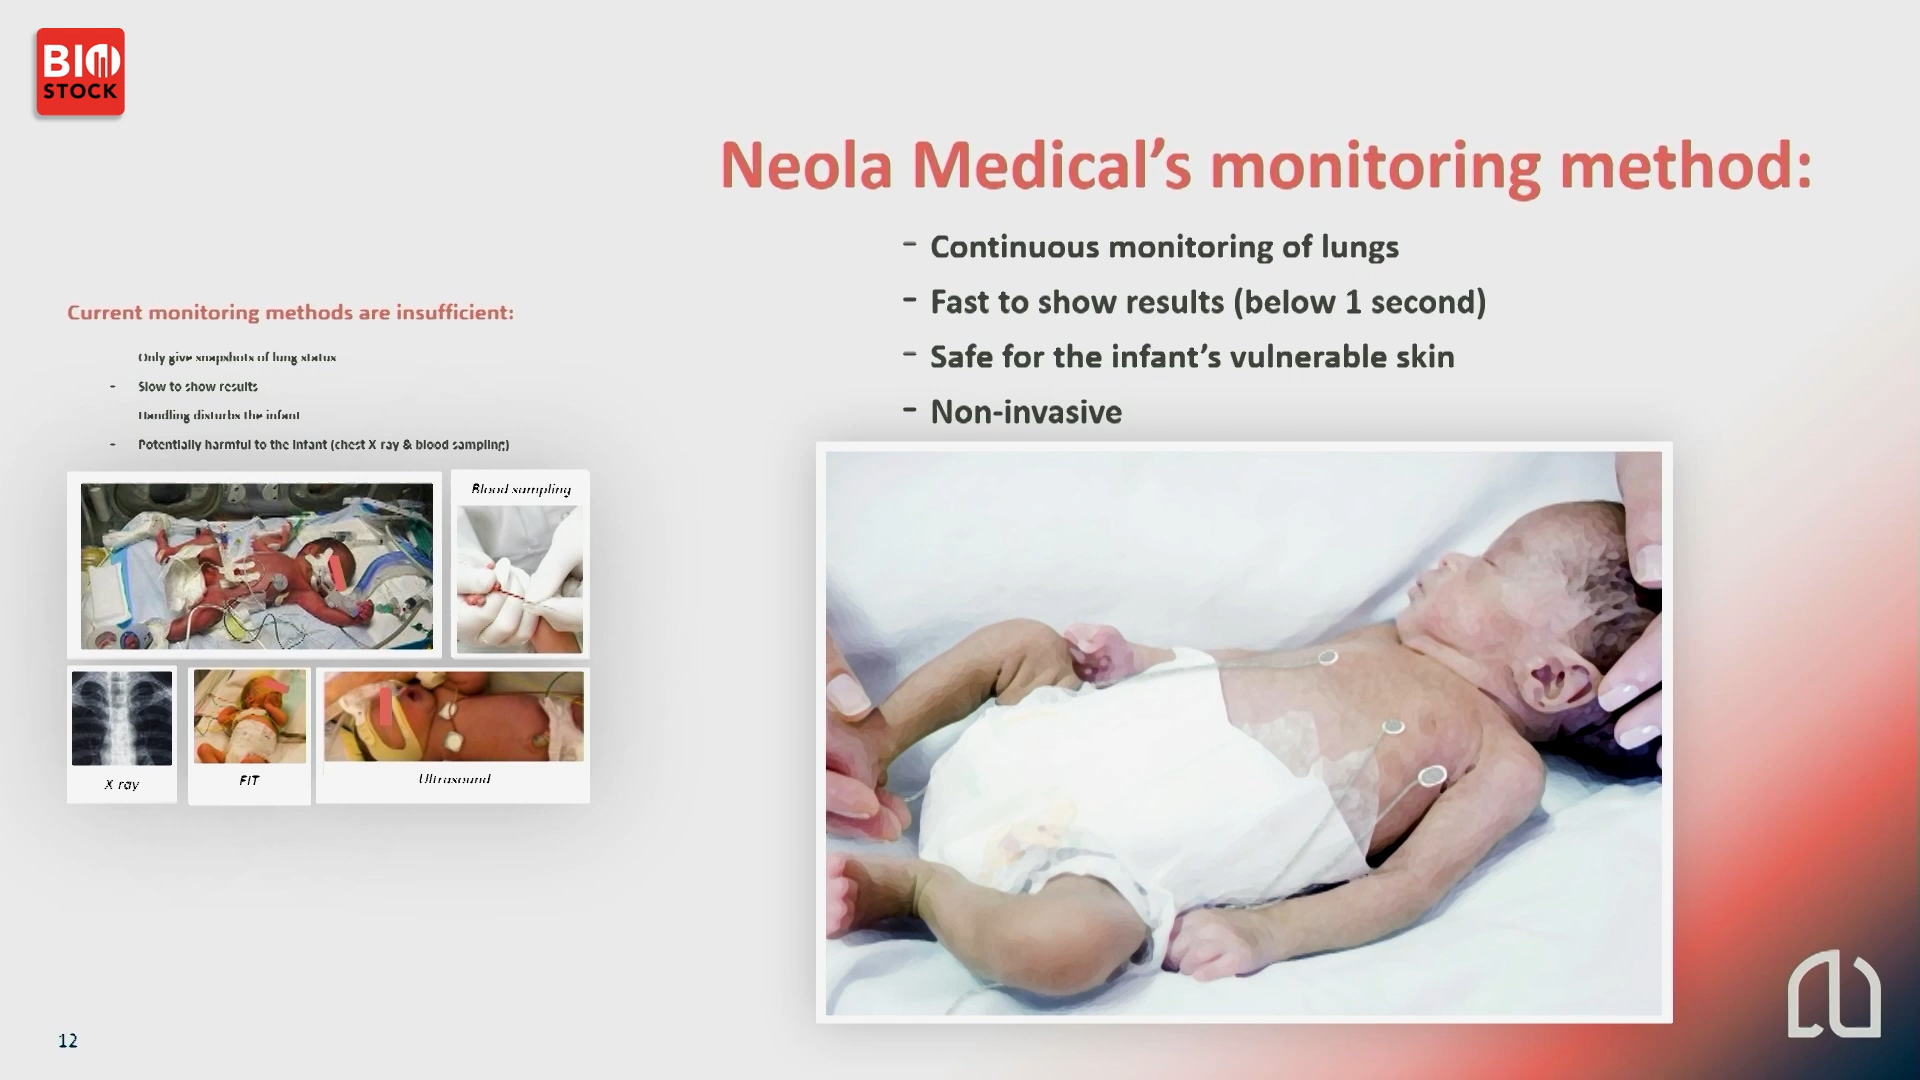 BIO
STOCK
Neola Medical’s monitoring method:
- Continuous monitoring of lungs
- Fast to show results (below 1 second)
- Safe for the infant’s vulnerable skin
- Non-invasive
Current monitoring methods are insufficient:
Only give snapshots of lung status
- Slow to show results
Handling disturbs the infant
- Potentially harmful to the infant (chest X ray & blood sampling)
Blood sampling
X ray
EIT
Ultrasound
12